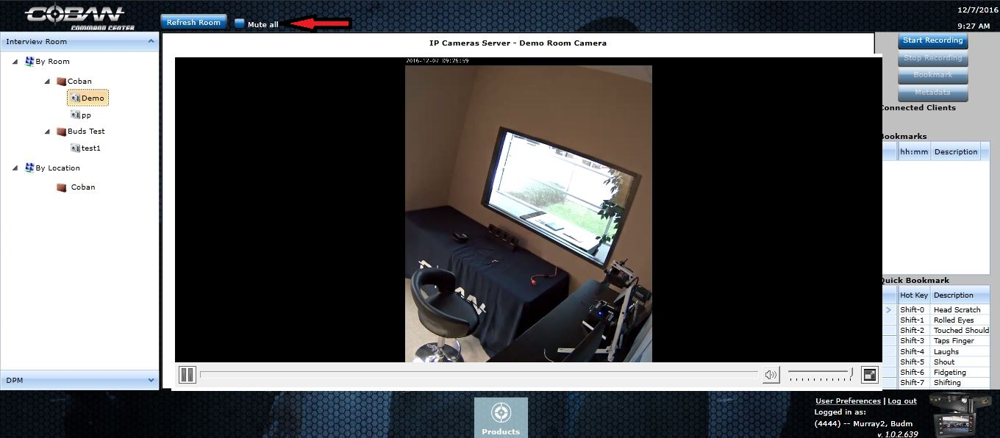 COBAN
COMMAND CENTER
Refresh Room
Mute all
12/7/2016
9:27 AM
Interview Room
By Room
Coban
Demo
pp
Buds Test
test1
By Location
Coban
DPM
IP Cameras Server - Demo Room Camera
2016-12-07 09:26:59
Start Recording
Stop Recording
Bookmark
Metadata
Connected Clients
Bookmarks
hh:mm Description
Quick Bookmark
Hot Key Description
Shift-0 Head Scratch
Shift-1 Rolled Eyes
Shift-2 Touched Should
Shift-3 Taps Finger
Shift-4 Laughs
Shift-5 Shout
Shift-6 Fidgeting
Shift-7 Shifting
Products
User Preferences | Log out
Logged in as:
(4444) -- Murray2, Budm
v. 1.0.2.639